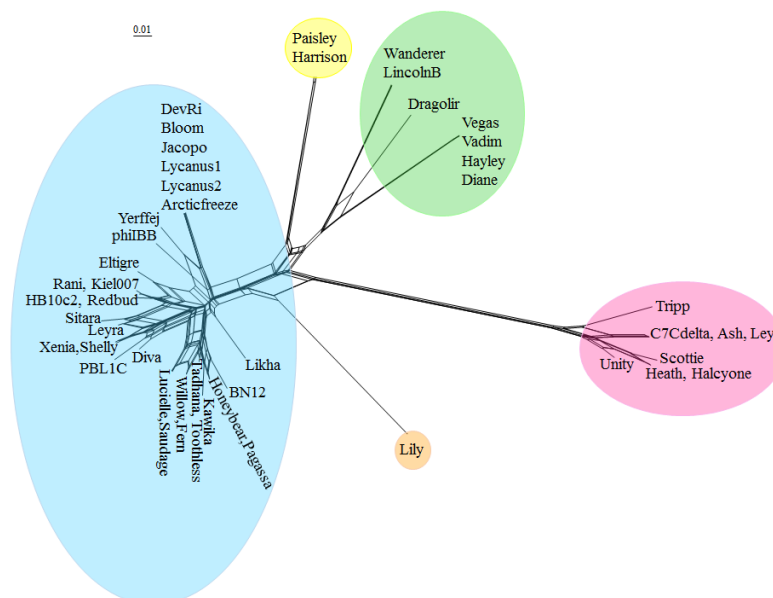 0.01
Paisley
Harrison
Wanderer
LincolnB
Dragolir
Vegas
Vadim
Hayley
Diane
DevRi
Bloom
Jacopo
Lycanus1
Lycanus2
Arcticfreeze
Yerffej
phiIBB
Eltigre
Rani, Kiel007
HB10c2, Redbud
Sitara
Leyra
Xenia,Shelly
Diva
PBL1C
Lucielle,Saudage
Willow,Fern
Tadhana, Toothless
Kawika
Honeybear,Pagassa
BN12
Likha
Lily
Tripp
C7Cdelta, Ash, Ley
Scottie
Unity
Heath, Halcyone